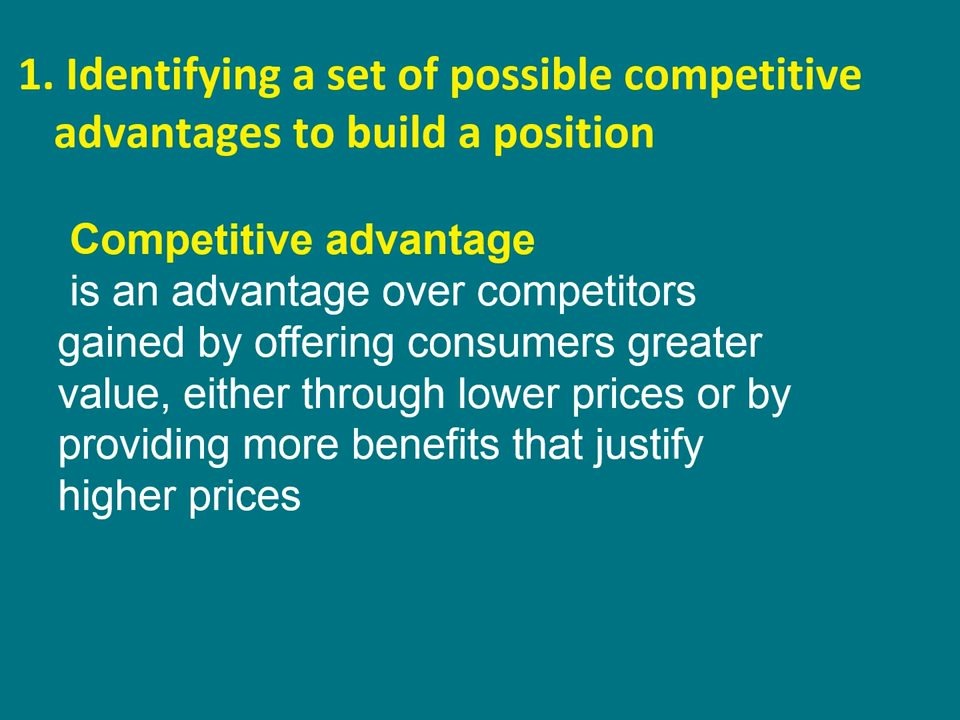 1. Identifying a set of possible competitive
advantages to build a position
Competitive advantage
is an advantage over competitors
gained by offering consumers greater
value, either through lower prices or by
providing more benefits that justify
higher prices